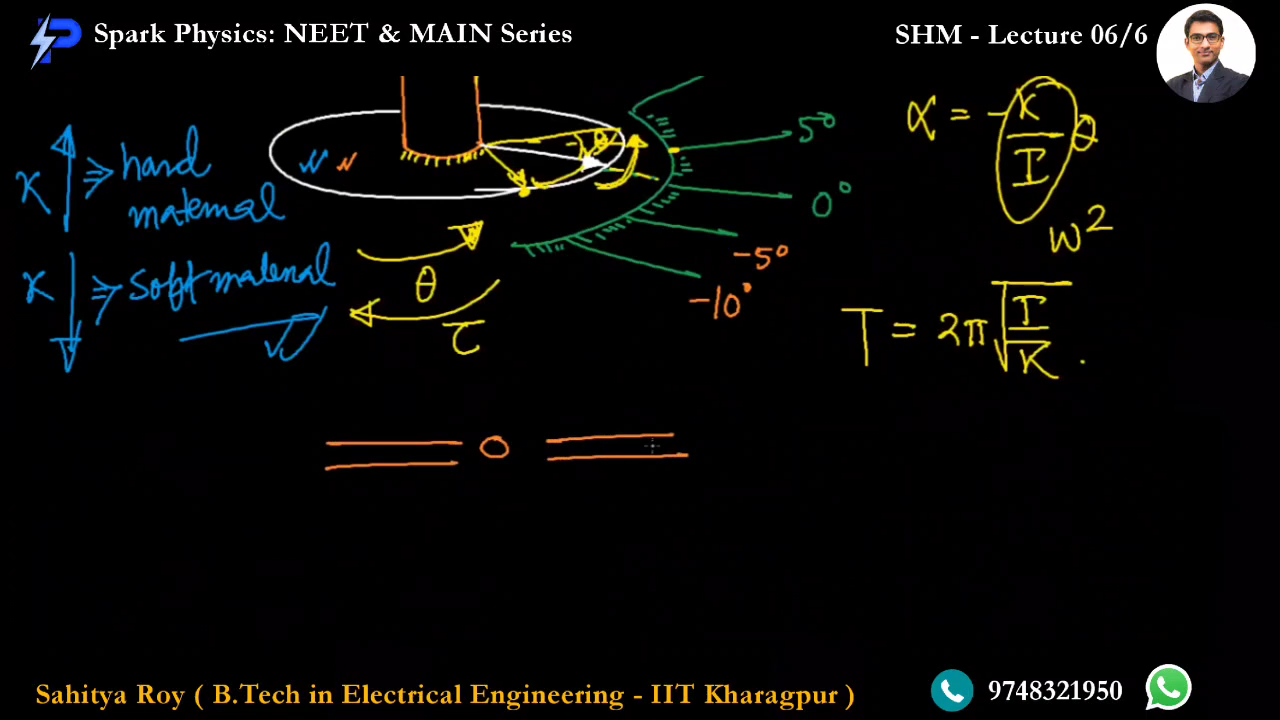 Spark Physics: NEET & MAIN Series
SHM - Lecture 06/6
K ⇒ hard
material
K ⇒ soft material
N N
θ
5°
0°
-5°
-10°
θ
τ
α = -K/I θ
ω²
T = 2π√(I/K) .
Sahitya Roy ( B.Tech in Electrical Engineering - IIT Kharagpur )
9748321950